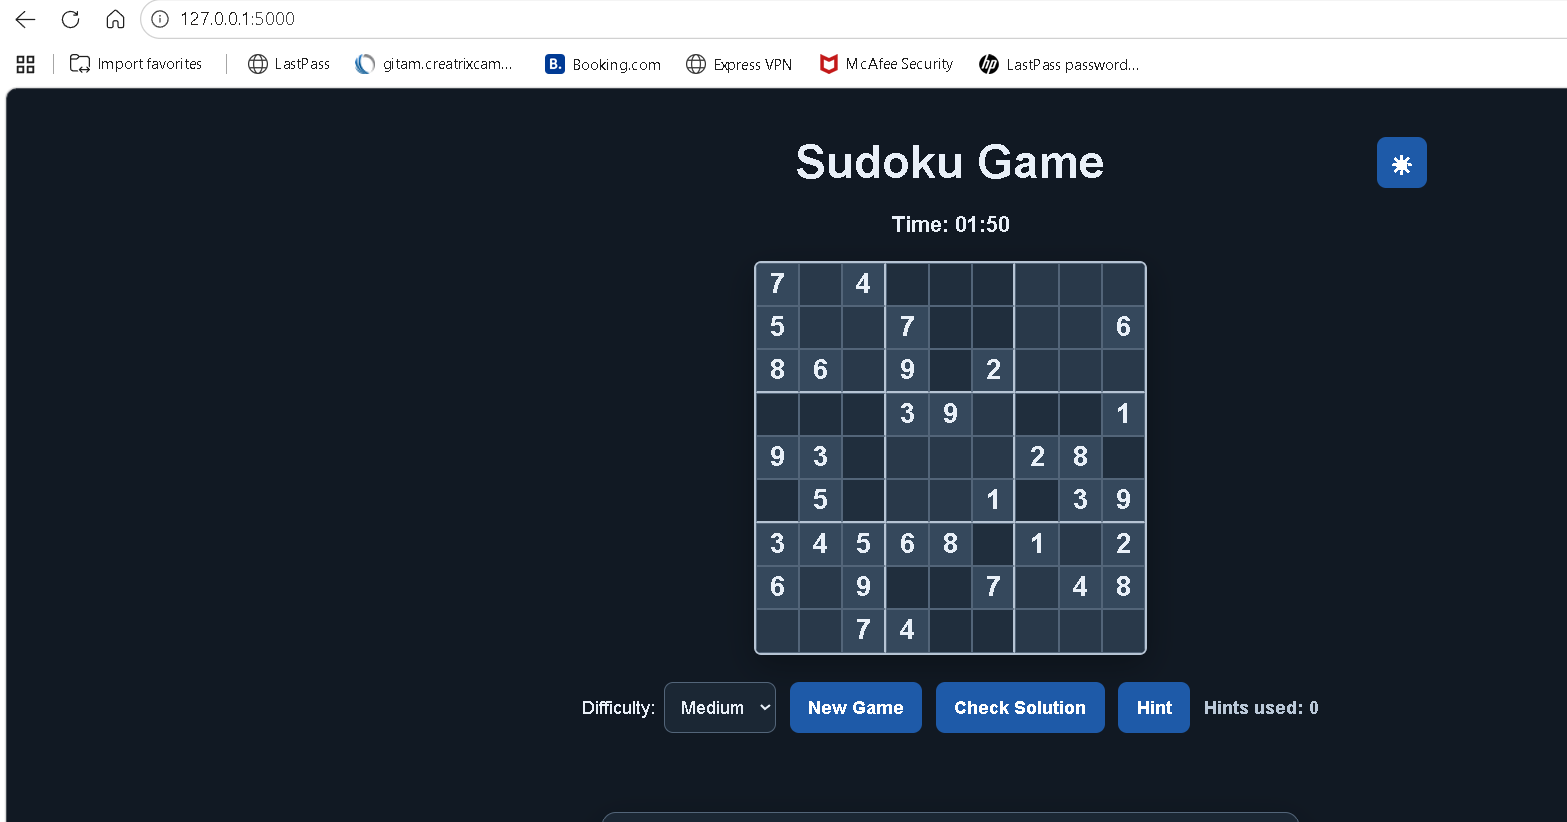 127.0.0.1:5000
Import favorites LastPass gitam.creatrixcam... B. Booking.com Express VPN McAfee Security hp LastPass password...
Sudoku Game
Time: 01:50
7 4
5 7 6
8 6 9 2
3 9 1
9 3 2 8
5 1 3 9
3 4 5 6 8 1 2
6 9 7 4 8
7 4
Difficulty: Medium New Game Check Solution Hint Hints used: 0